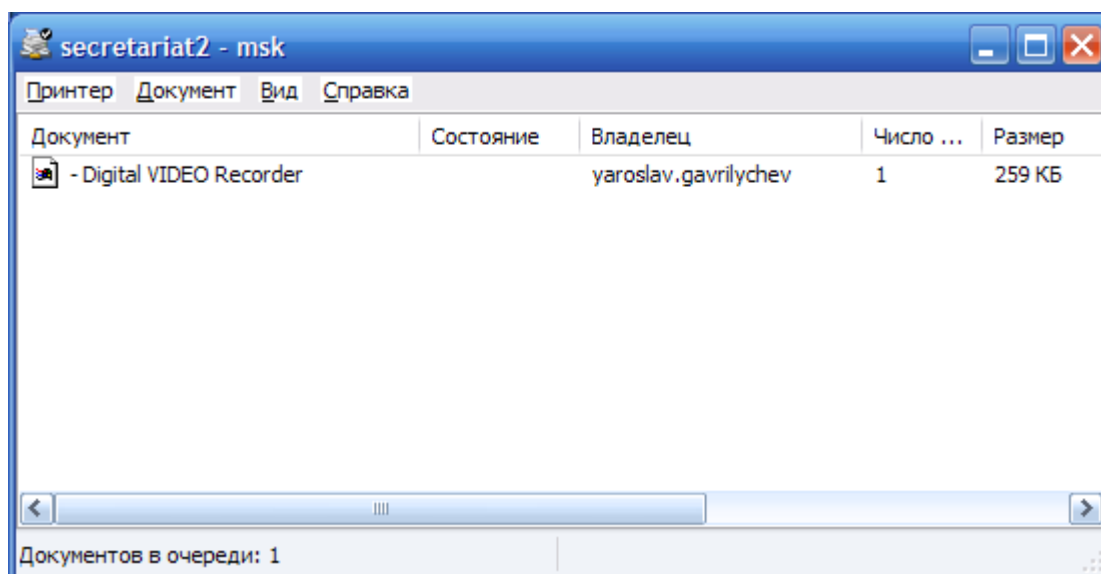 secretariat2 - msk
Принтер Документ Вид Справка
Документ Состояние Владелец Число ... Размер
- Digital VIDEO Recorder yaroslav.gavrilychev 1 259 КБ
Документов в очереди: 1